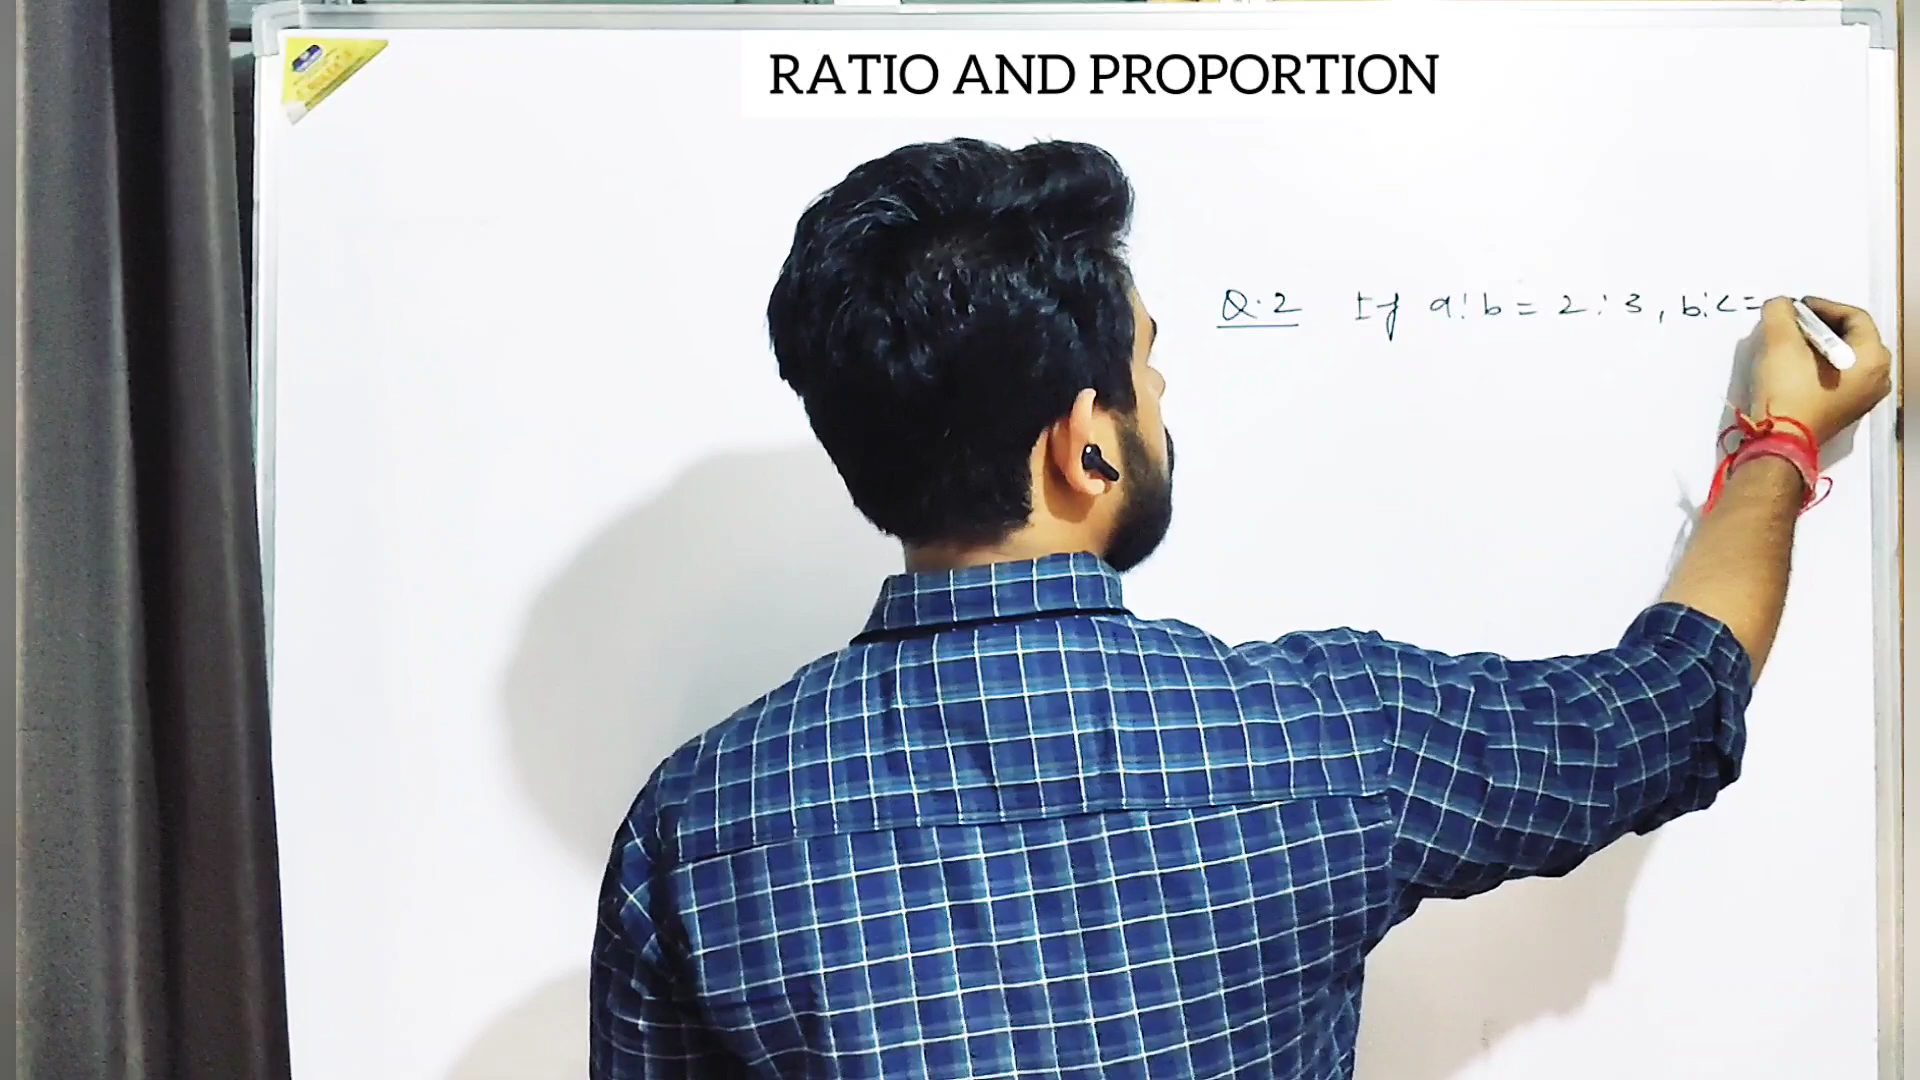 RATIO AND PROPORTION
Q.2 If a:b = 2:3, b:c=